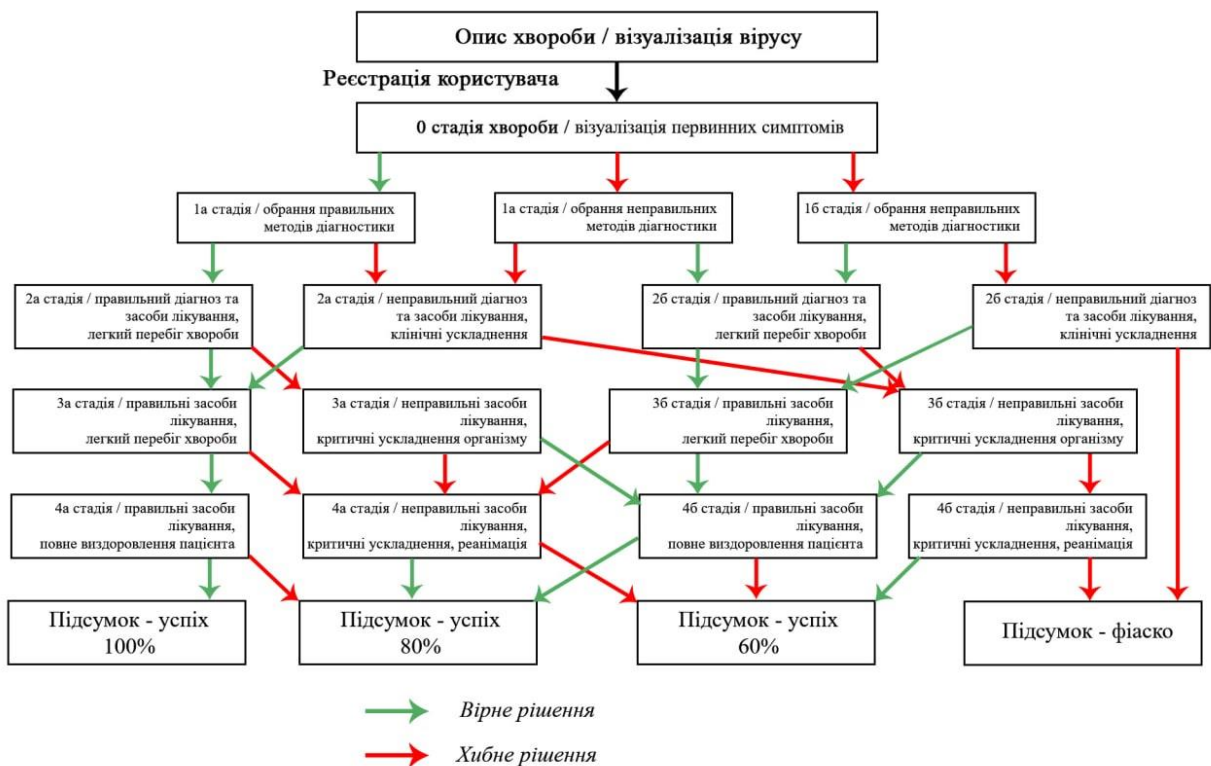 Опис хвороби / візуалізація вірусу
Реєстрація користувача
0 стадія хвороби / візуалізація первинних симптомів
1а стадія / обрання правильних
методів діагностики
1а стадія / обрання неправильних
методів діагностики
1б стадія / обрання неправильних
методів діагностики
2а стадія / правильний діагноз та
засоби лікування,
легкий перебіг хвороби
2а стадія / неправильний діагноз
та засоби лікування,
клінічні ускладнення
2б стадія / правильний діагноз та
засоби лікування,
легкий перебіг хвороби
2б стадія / неправильний діагноз
та засоби лікування,
клінічні ускладнення
3а стадія / правильні засоби
лікування,
легкий перебіг хвороби
3а стадія / неправильні засоби
лікування,
критичні ускладнення організму
3б стадія / правильні засоби
лікування,
легкий перебіг хвороби
3б стадія / неправильні засоби
лікування,
критичні ускладнення організму
4а стадія / правильні засоби
лікування,
повне виздоровлення пацієнта
4а стадія / неправильні засоби
лікування,
критичні ускладнення, реанімація
4б стадія / правильні засоби
лікування,
повне виздоровлення пацієнта
4б стадія / неправильні засоби
лікування,
критичні ускладнення, реанімація
Підсумок - успіх
100%
Підсумок - успіх
80%
Підсумок - успіх
60%
Підсумок - фіаско
Вірне рішення
Хибне рішення